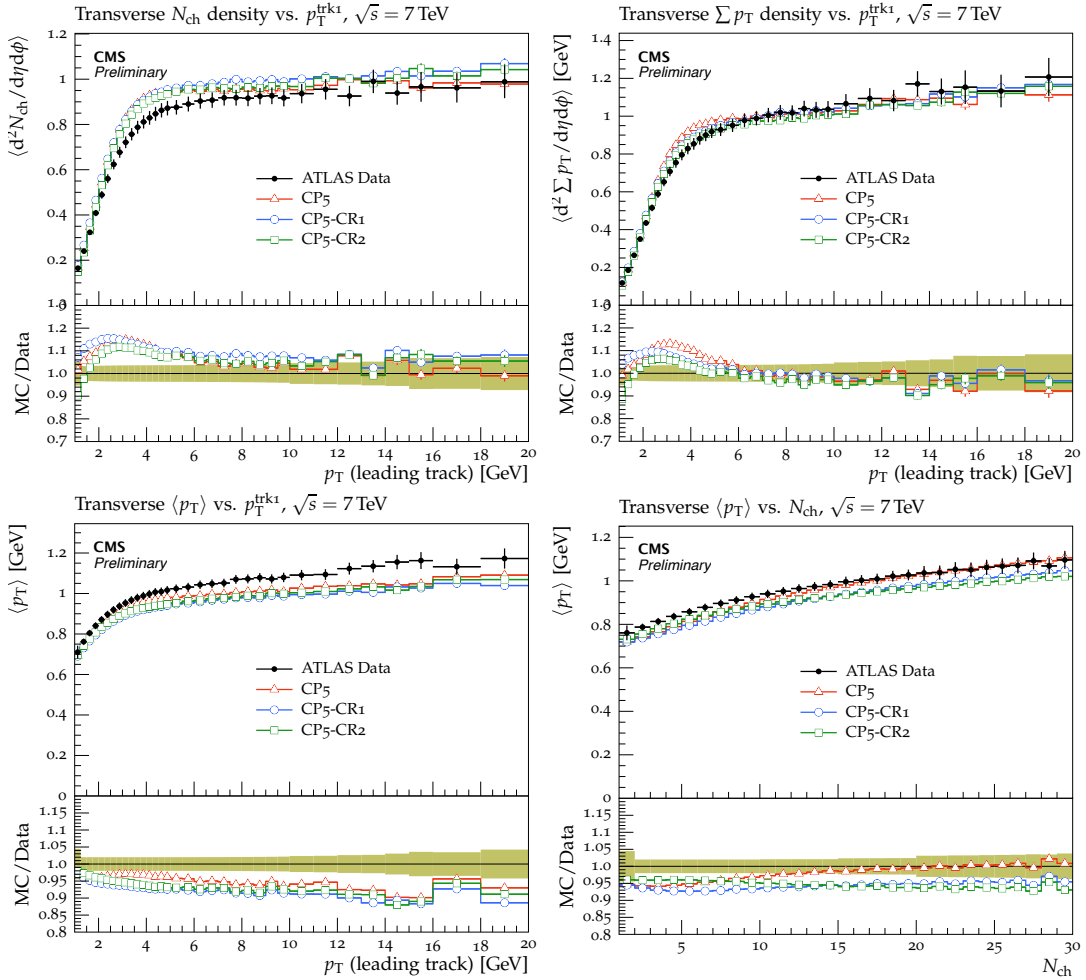 Transverse N_ch density vs. p_T^trk1, √s = 7 TeV
⟨d²N_ch/dηdϕ⟩
1.2
1
0.8
0.6
0.4
0.2
0
CMS
Preliminary
ATLAS Data
CP5
CP5-CR1
CP5-CR2
MC/Data
1.3
1.2
1.1
1.0
0.9
0.8
0.7
2 4 6 8 10 12 14 16 18 20
p_T (leading track) [GeV]
Transverse ∑ p_T density vs. p_T^trk1, √s = 7 TeV
⟨d² ∑ p_T/dηdϕ⟩ [GeV]
1.4
1.2
1
0.8
0.6
0.4
0.2
0
CMS
Preliminary
ATLAS Data
CP5
CP5-CR1
CP5-CR2
MC/Data
1.3
1.2
1.1
1.0
0.9
0.8
0.7
2 4 6 8 10 12 14 16 18 20
p_T (leading track) [GeV]
Transverse ⟨p_T⟩ vs. p_T^trk1, √s = 7 TeV
⟨p_T⟩ [GeV]
1.2
1
0.8
0.6
0.4
0.2
0
CMS
Preliminary
ATLAS Data
CP5
CP5-CR1
CP5-CR2
MC/Data
1.15
1.1
1.05
1.0
0.95
0.9
0.85
0.8
2 4 6 8 10 12 14 16 18 20
p_T (leading track) [GeV]
Transverse ⟨p_T⟩ vs. N_ch, √s = 7 TeV
⟨p_T⟩ [GeV]
1.2
1
0.8
0.6
0.4
0.2
0
CMS
Preliminary
ATLAS Data
CP5
CP5-CR1
CP5-CR2
MC/Data
1.15
1.1
1.05
1.0
0.95
0.9
0.85
0.8
5 10 15 20 25 30
N_ch